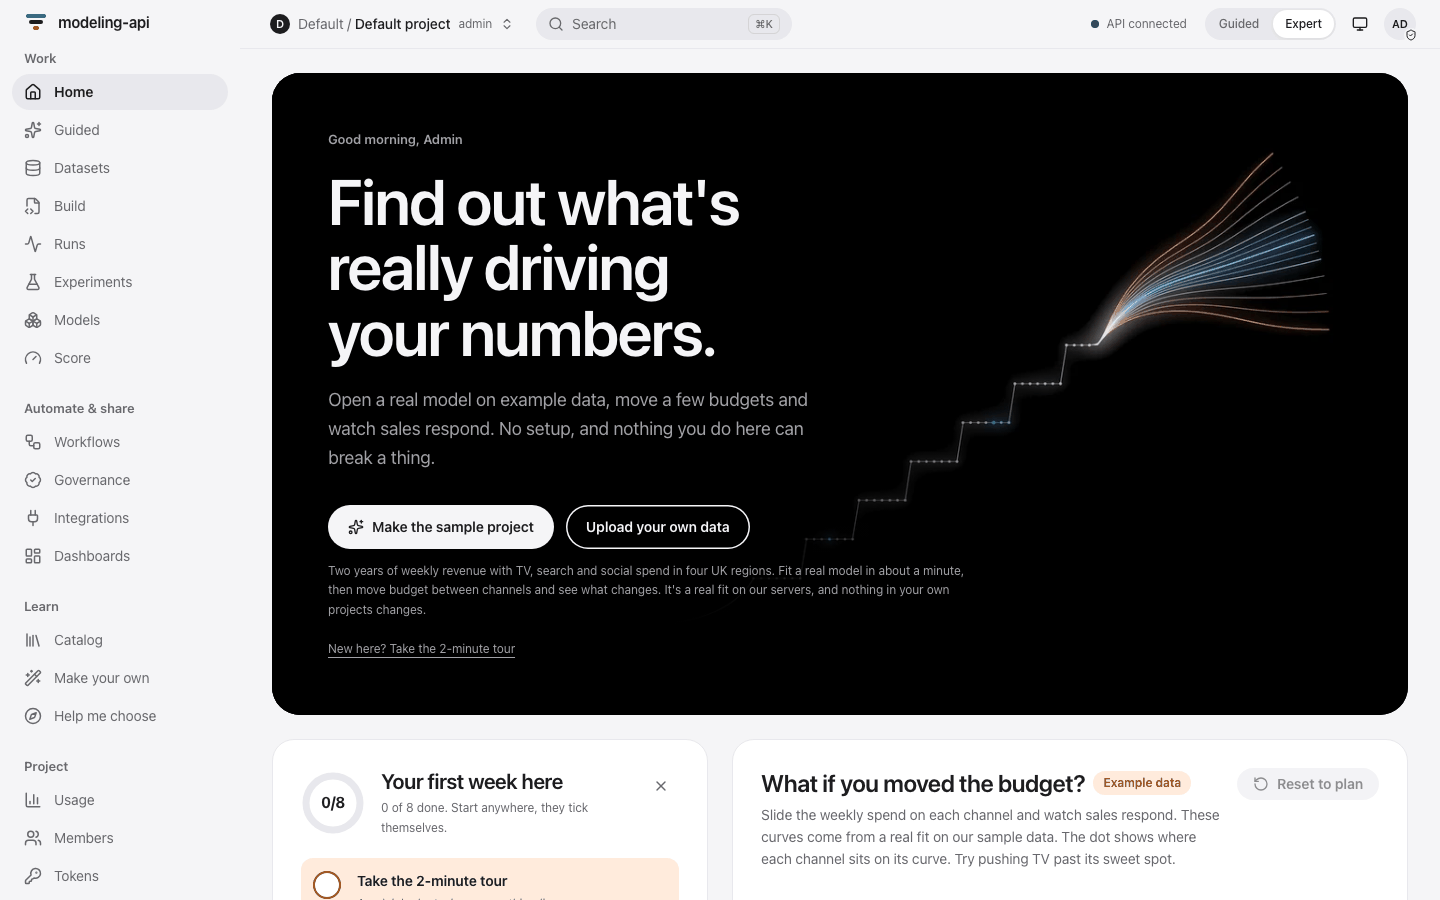 modeling-api
D Default / Default project admin
Search ⌘K
API connected
Guided Expert
AD
Work
Home
Guided
Datasets
Build
Runs
Experiments
Models
Score
Automate & share
Workflows
Governance
Integrations
Dashboards
Learn
Catalog
Make your own
Help me choose
Project
Usage
Members
Tokens
Good morning, Admin
Find out what's
really driving
your numbers.
Open a real model on example data, move a few budgets and
watch sales respond. No setup, and nothing you do here can
break a thing.
Make the sample project
Upload your own data
Two years of weekly revenue with TV, search and social spend in four UK regions. Fit a real model in about a minute,
then move budget between channels and see what changes. It's a real fit on our servers, and nothing in your own
projects changes.
New here? Take the 2-minute tour
0/8
Your first week here
0 of 8 done. Start anywhere, they tick
themselves.
Take the 2-minute tour
What if you moved the budget? Example data
Reset to plan
Slide the weekly spend on each channel and watch sales respond. These
curves come from a real fit on our sample data. The dot shows where
each channel sits on its curve. Try pushing TV past its sweet spot.